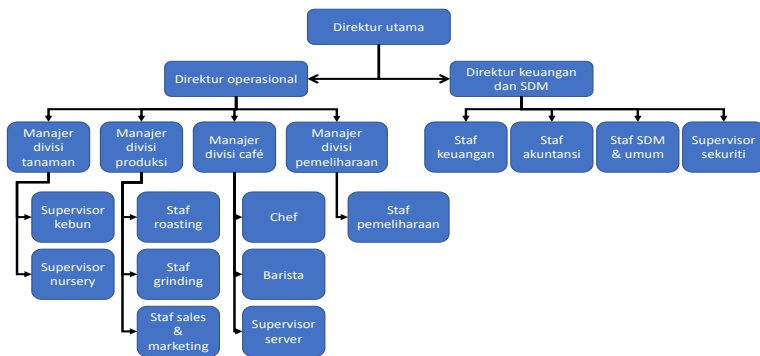 Direktur utama
Direktur operasional
Direktur keuangan
dan SDM
Manajer
divisi
tanaman
Manajer
divisi
produksi
Manajer
divisi café
Manajer
divisi
pemeliharaan
Staf
keuangan
Staf
akuntansi
Staf SDM
& umum
Supervisor
sekuriti
Supervisor
kebun
Staf
roasting
Chef
Staf
pemeliharaan
Supervisor
nursery
Staf
grinding
Barista
Staf sales
&
marketing
Supervisor
server